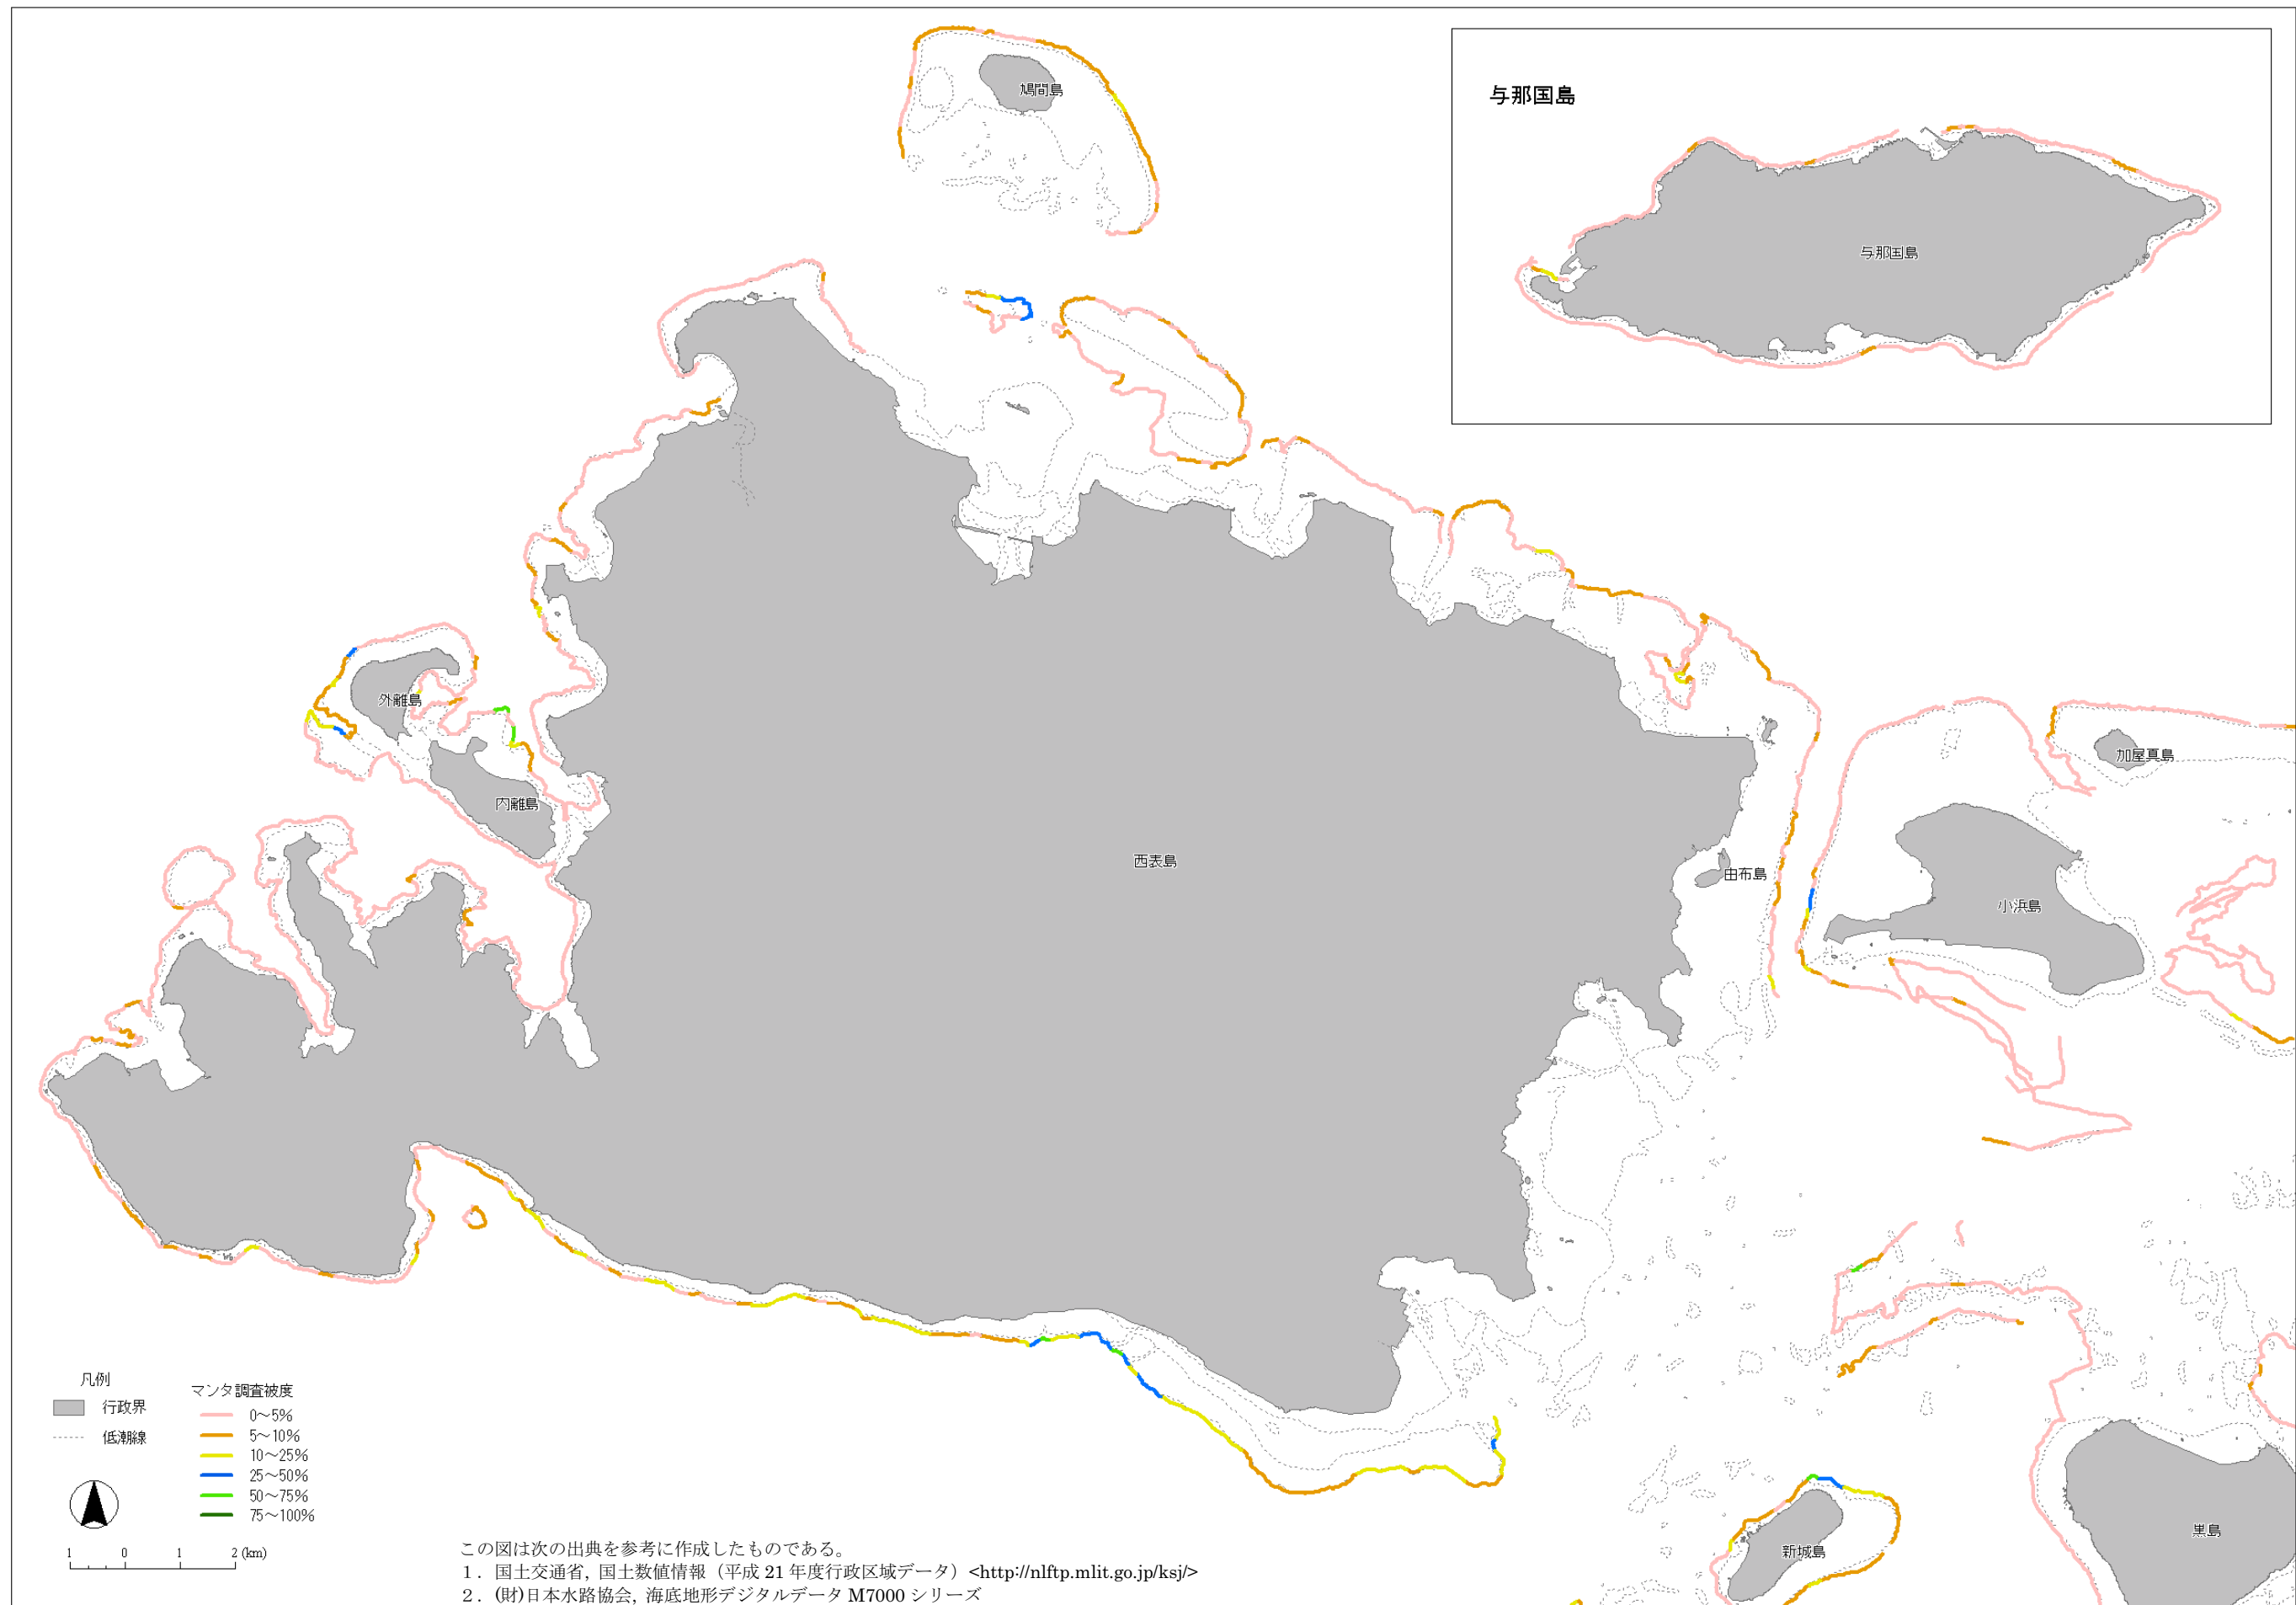 鳩間島
与那国島
与那国島
外離島
内離島
加屋真島
西表島
由布島
小浜島
黒島
新城島
凡例
行政界
低潮線
マンタ調査被度
0～5%
5～10%
10～25%
25～50%
50～75%
75～100%
1 0 1 2 (km)
この図は次の出典を参考に作成したものである。
1．国土交通省, 国土数値情報（平成 21 年度行政区域データ）<http://nlftp.mlit.go.jp/ksj/>
2．(財)日本水路協会, 海底地形デジタルデータ M7000 シリーズ